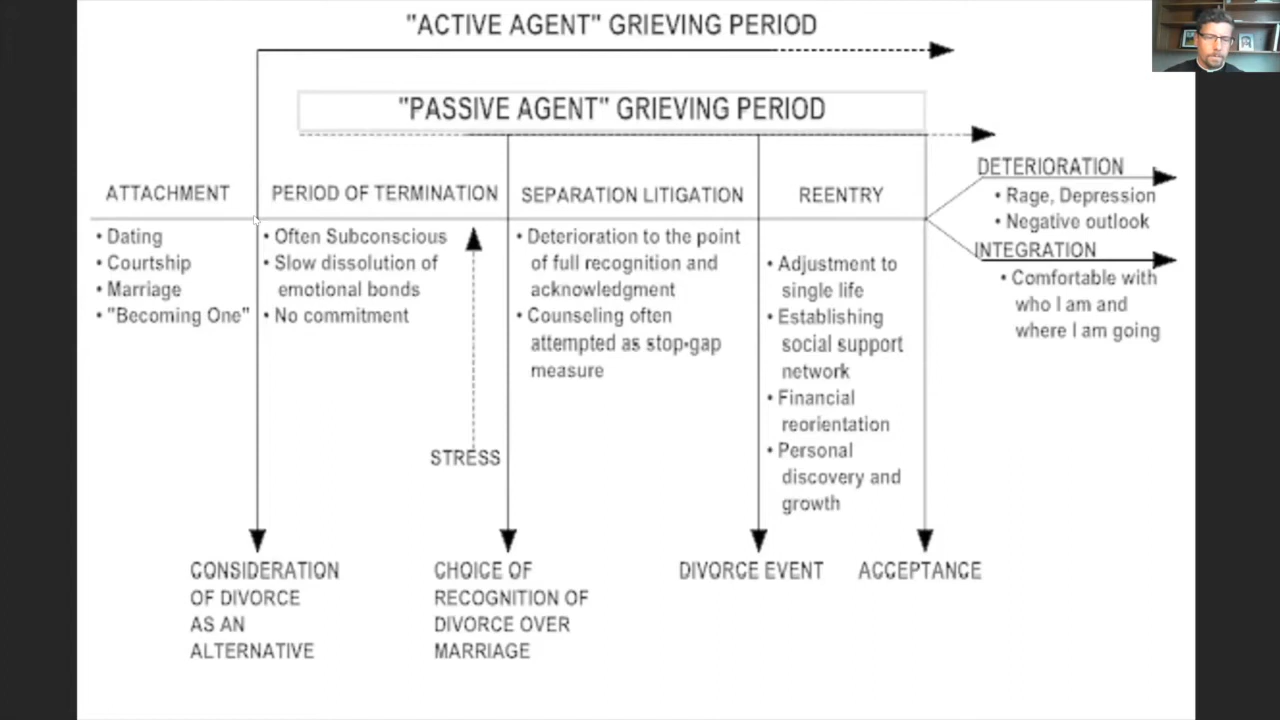 "ACTIVE AGENT" GRIEVING PERIOD
"PASSIVE AGENT" GRIEVING PERIOD
ATTACHMENT
• Dating
• Courtship
• Marriage
• "Becoming One"
PERIOD OF TERMINATION
• Often Subconscious
• Slow dissolution of
emotional bonds
• No commitment
STRESS
SEPARATION LITIGATION
• Deterioration to the point
of full recognition and
acknowledgment
• Counseling often
attempted as stop-gap
measure
REENTRY
• Adjustment to
single life
• Establishing
social support
network
• Financial
reorientation
• Personal
discovery and
growth
DETERIORATION
• Rage, Depression
• Negative outlook
INTEGRATION
• Comfortable with
who I am and
where I am going
CONSIDERATION
OF DIVORCE
AS AN
ALTERNATIVE
CHOICE OF
RECOGNITION OF
DIVORCE OVER
MARRIAGE
DIVORCE EVENT
ACCEPTANCE